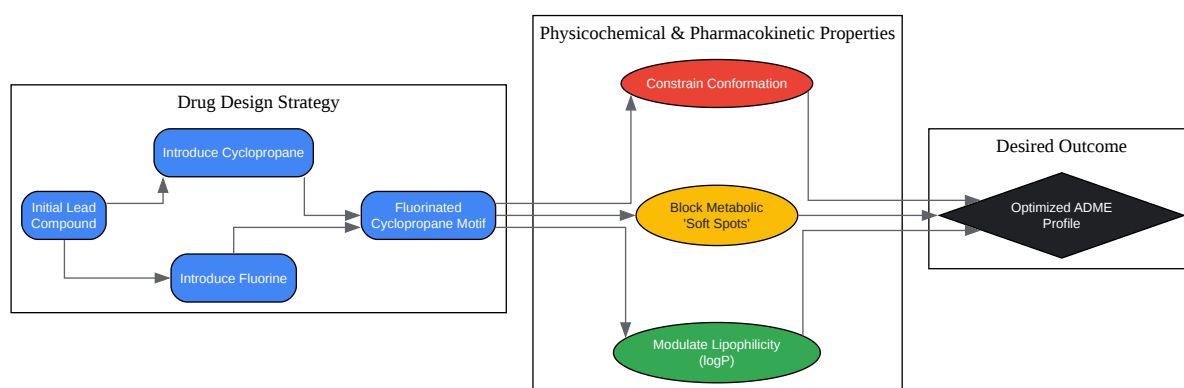 Drug Design Strategy
Initial Lead
Compound
Introduce Cyclopropane
Introduce Fluorine
Fluorinated
Cyclopropane Motif
Physicochemical & Pharmacokinetic Properties
Constrain Conformation
Block Metabolic
'Soft Spots'
Modulate Lipophilicity
(logP)
Desired Outcome
Optimized ADME
Profile